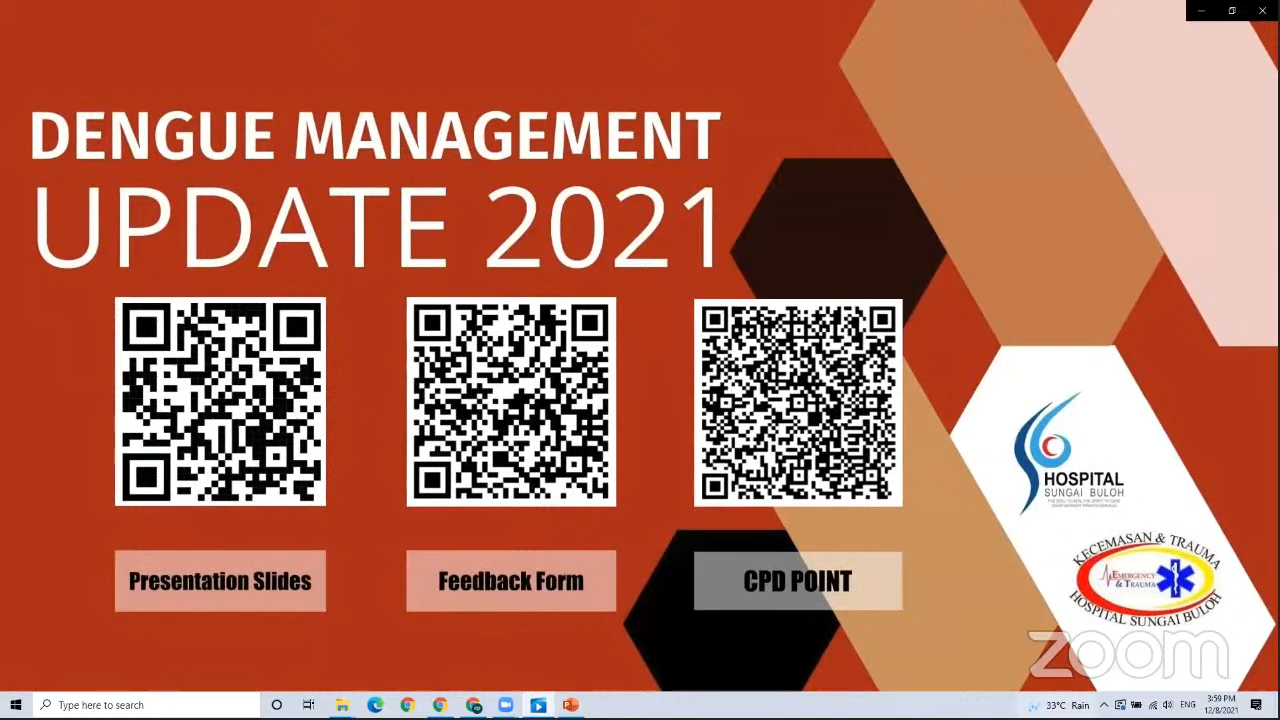 DENGUE MANAGEMENT
UPDATE 2021
Presentation Slides
Feedback Form
CPD POINT
HOSPITAL
SUNGAI BULOH
KECEMASAN & TRAUMA
EMERGENCY
& TRAUMA
HOSPITAL SUNGAI BULOH
zoom
Type here to search
33°C Rain
ENG
3:59 PM
12/8/2021